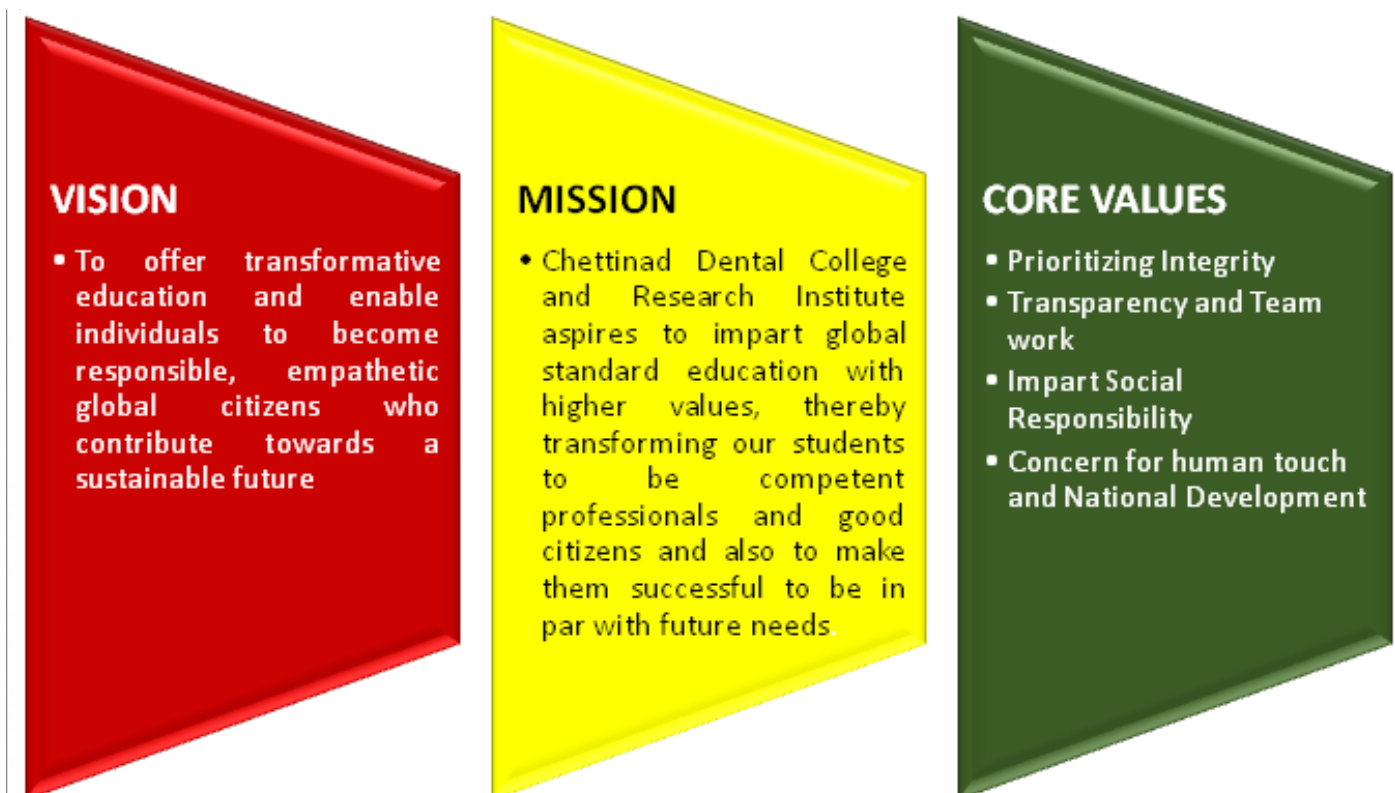 VISION
• To offer transformative
education and enable
individuals to become
responsible, empathetic
global citizens who
contribute towards a
sustainable future
MISSION
• Chettinad Dental College
and Research Institute
aspires to impart global
standard education with
higher values, thereby
transforming our students
to be competent
professionals and good
citizens and also to make
them successful to be in
par with future needs.
CORE VALUES
• Prioritizing Integrity
• Transparency and Team
work
• Impart Social
Responsibility
• Concern for human touch
and National Development